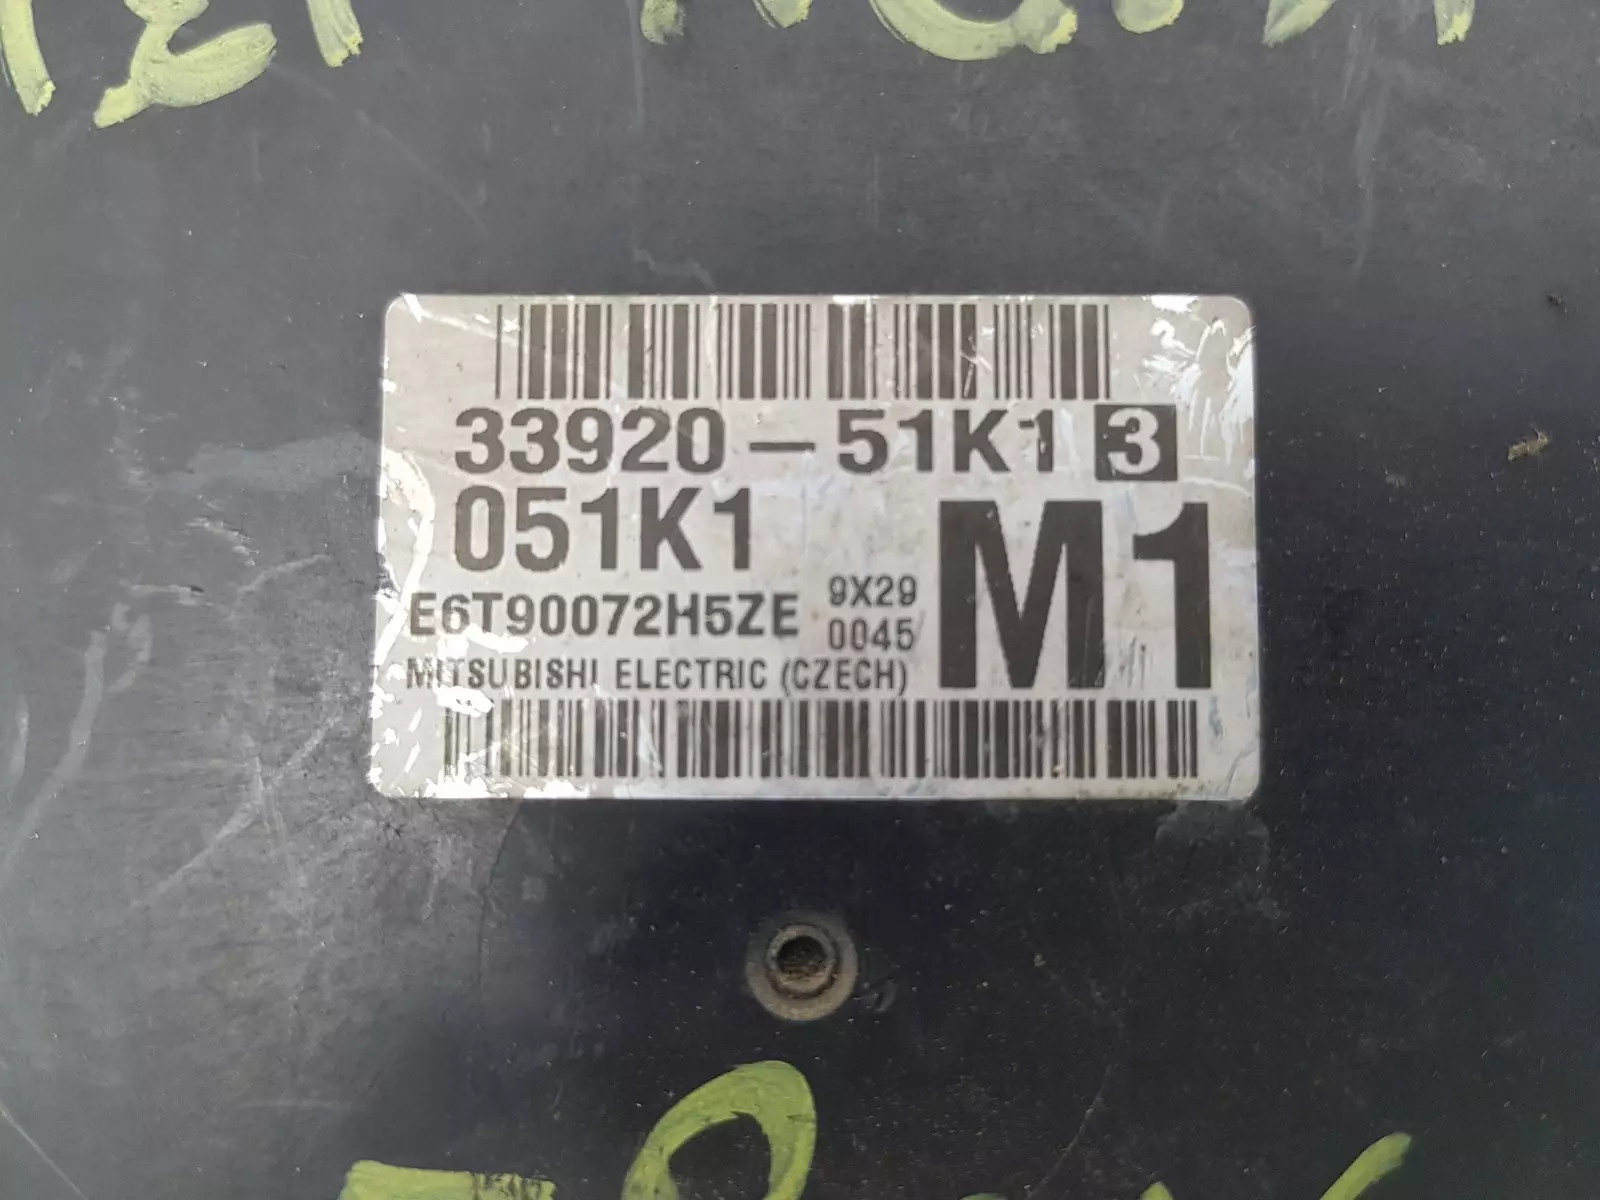 33920-51K1 3
051K1
E6T90072H5ZE 9X29
0045
M1
MITSUBISHI ELECTRIC (CZECH)